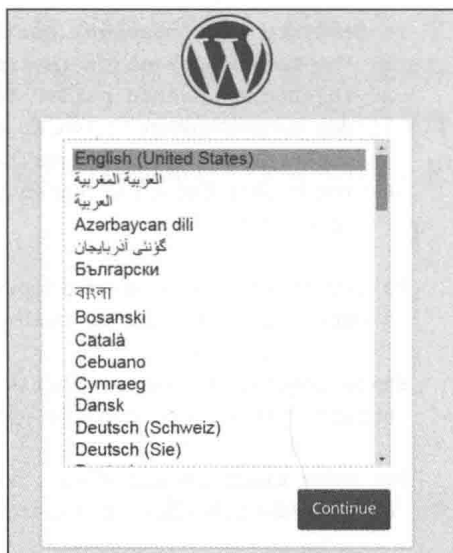 English (United States)
العربية المغربية
العربية
Azərbaycan dili
گؤنئی آذربایجان
Български
বাংলা
Bosanski
Català
Cebuano
Cymraeg
Dansk
Deutsch (Schweiz)
Deutsch (Sie)
Continue